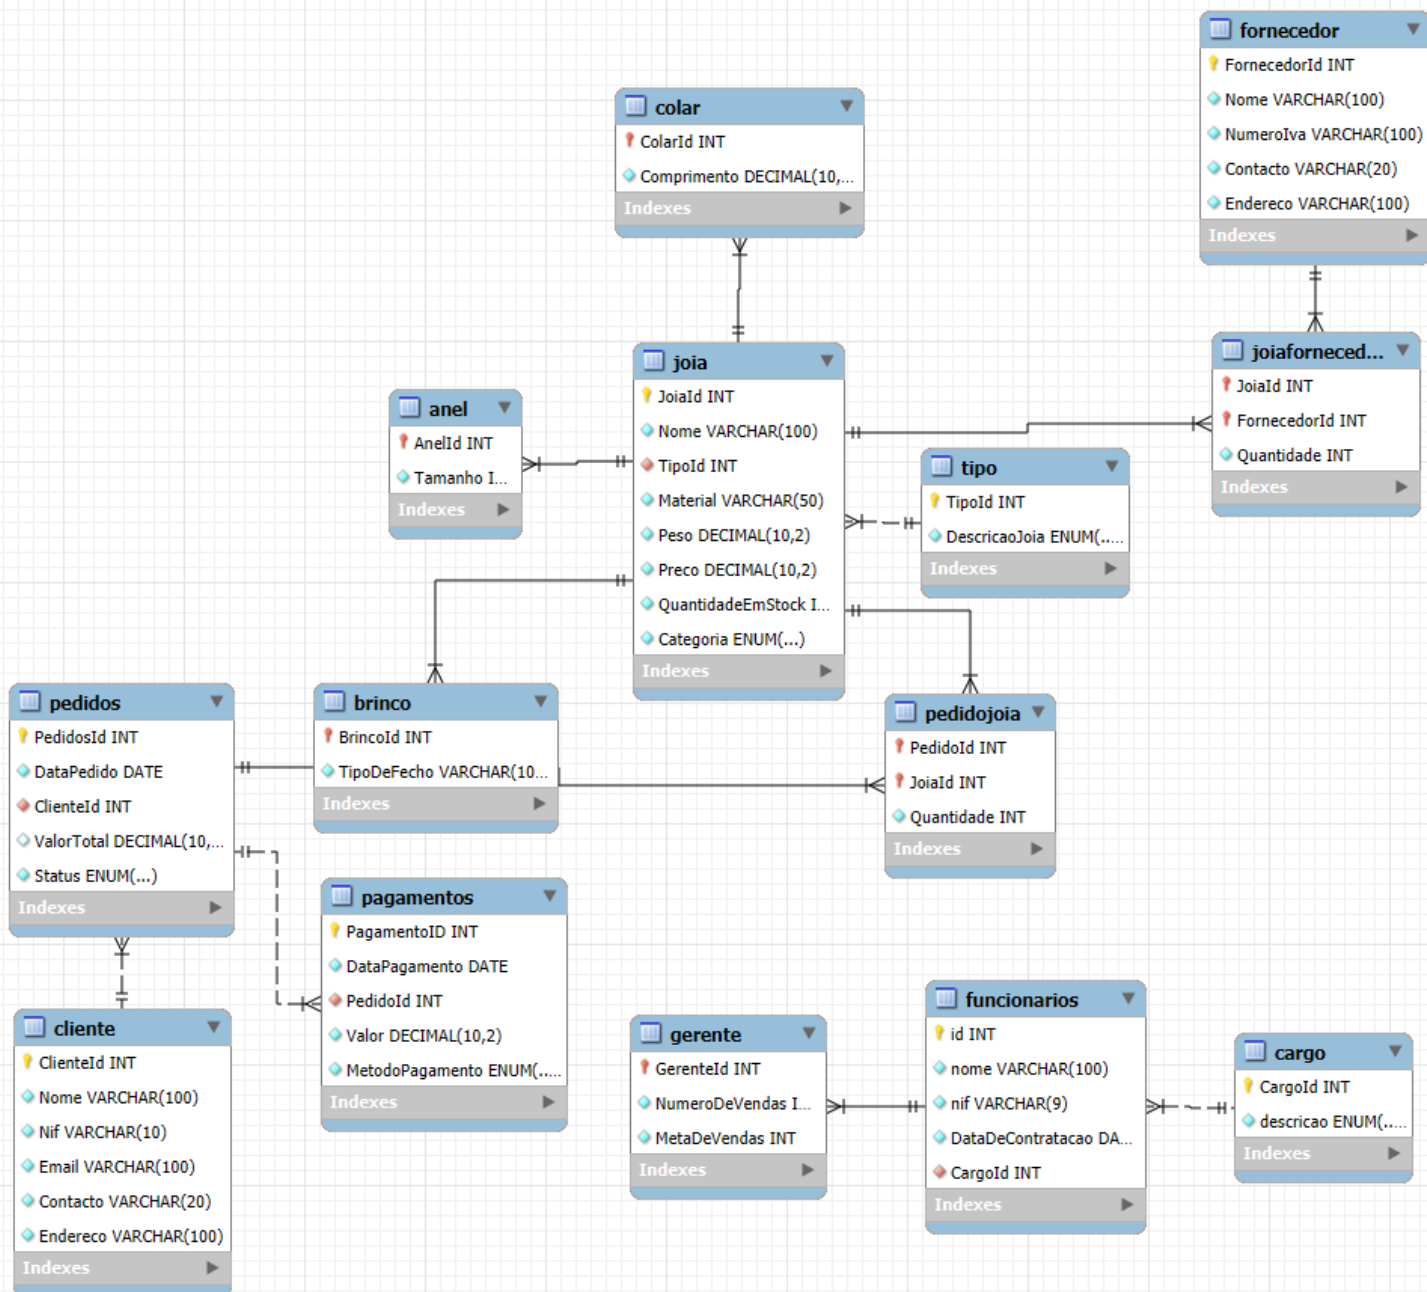 fornecedor
FornecedorId INT
Nome VARCHAR(100)
NumeroIva VARCHAR(100)
Contacto VARCHAR(20)
Endereco VARCHAR(100)
Indexes
colar
ColarId INT
Comprimento DECIMAL(10,...
Indexes
joia
JoiaId INT
Nome VARCHAR(100)
TipoId INT
Material VARCHAR(50)
Peso DECIMAL(10,2)
Preco DECIMAL(10,2)
QuantidadeEmStock I...
Categoria ENUM(...)
Indexes
joiaforneced...
JoiaId INT
FornecedorId INT
Quantidade INT
Indexes
anel
AnelId INT
Tamanho I...
Indexes
tipo
TipoId INT
DescricaoJoia ENUM(.....
Indexes
pedidos
PedidosId INT
DataPedido DATE
ClienteId INT
ValorTotal DECIMAL(10,...
Status ENUM(...)
Indexes
brinco
BrincoId INT
TipoDeFecho VARCHAR(10...
Indexes
pedidojoia
PedidoId INT
JoiaId INT
Quantidade INT
Indexes
pagamentos
PagamentoID INT
DataPagamento DATE
PedidoId INT
Valor DECIMAL(10,2)
MetodoPagamento ENUM(.....
Indexes
cliente
ClienteId INT
Nome VARCHAR(100)
Nif VARCHAR(10)
Email VARCHAR(100)
Contacto VARCHAR(20)
Endereco VARCHAR(100)
Indexes
gerente
GerenteId INT
NumeroDeVendas I...
MetaDeVendas INT
Indexes
funcionarios
id INT
nome VARCHAR(100)
nif VARCHAR(9)
DataDeContratacao DA...
CargoId INT
Indexes
cargo
CargoId INT
descricao ENUM(.....
Indexes